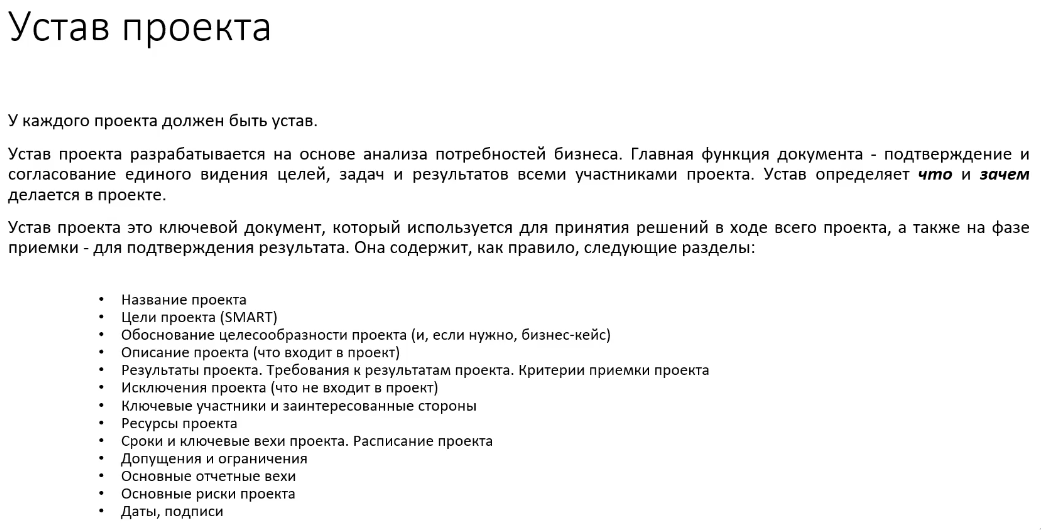 Устав проекта
У каждого проекта должен быть устав.
Устав проекта разрабатывается на основе анализа потребностей бизнеса. Главная функция документа - подтверждение и
согласование единого видения целей, задач и результатов всеми участниками проекта. Устав определяет что и зачем
делается в проекте.
Устав проекта это ключевой документ, который используется для принятия решений в ходе всего проекта, а также на фазе
приемки - для подтверждения результата. Она содержит, как правило, следующие разделы:
• Название проекта
• Цели проекта (SMART)
• Обоснование целесообразности проекта (и, если нужно, бизнес-кейс)
• Описание проекта (что входит в проект)
• Результаты проекта. Требования к результатам проекта. Критерии приемки проекта
• Исключения проекта (что не входит в проект)
• Ключевые участники и заинтересованные стороны
• Ресурсы проекта
• Сроки и ключевые вехи проекта. Расписание проекта
• Допущения и ограничения
• Основные отчетные вехи
• Основные риски проекта
• Даты, подписи